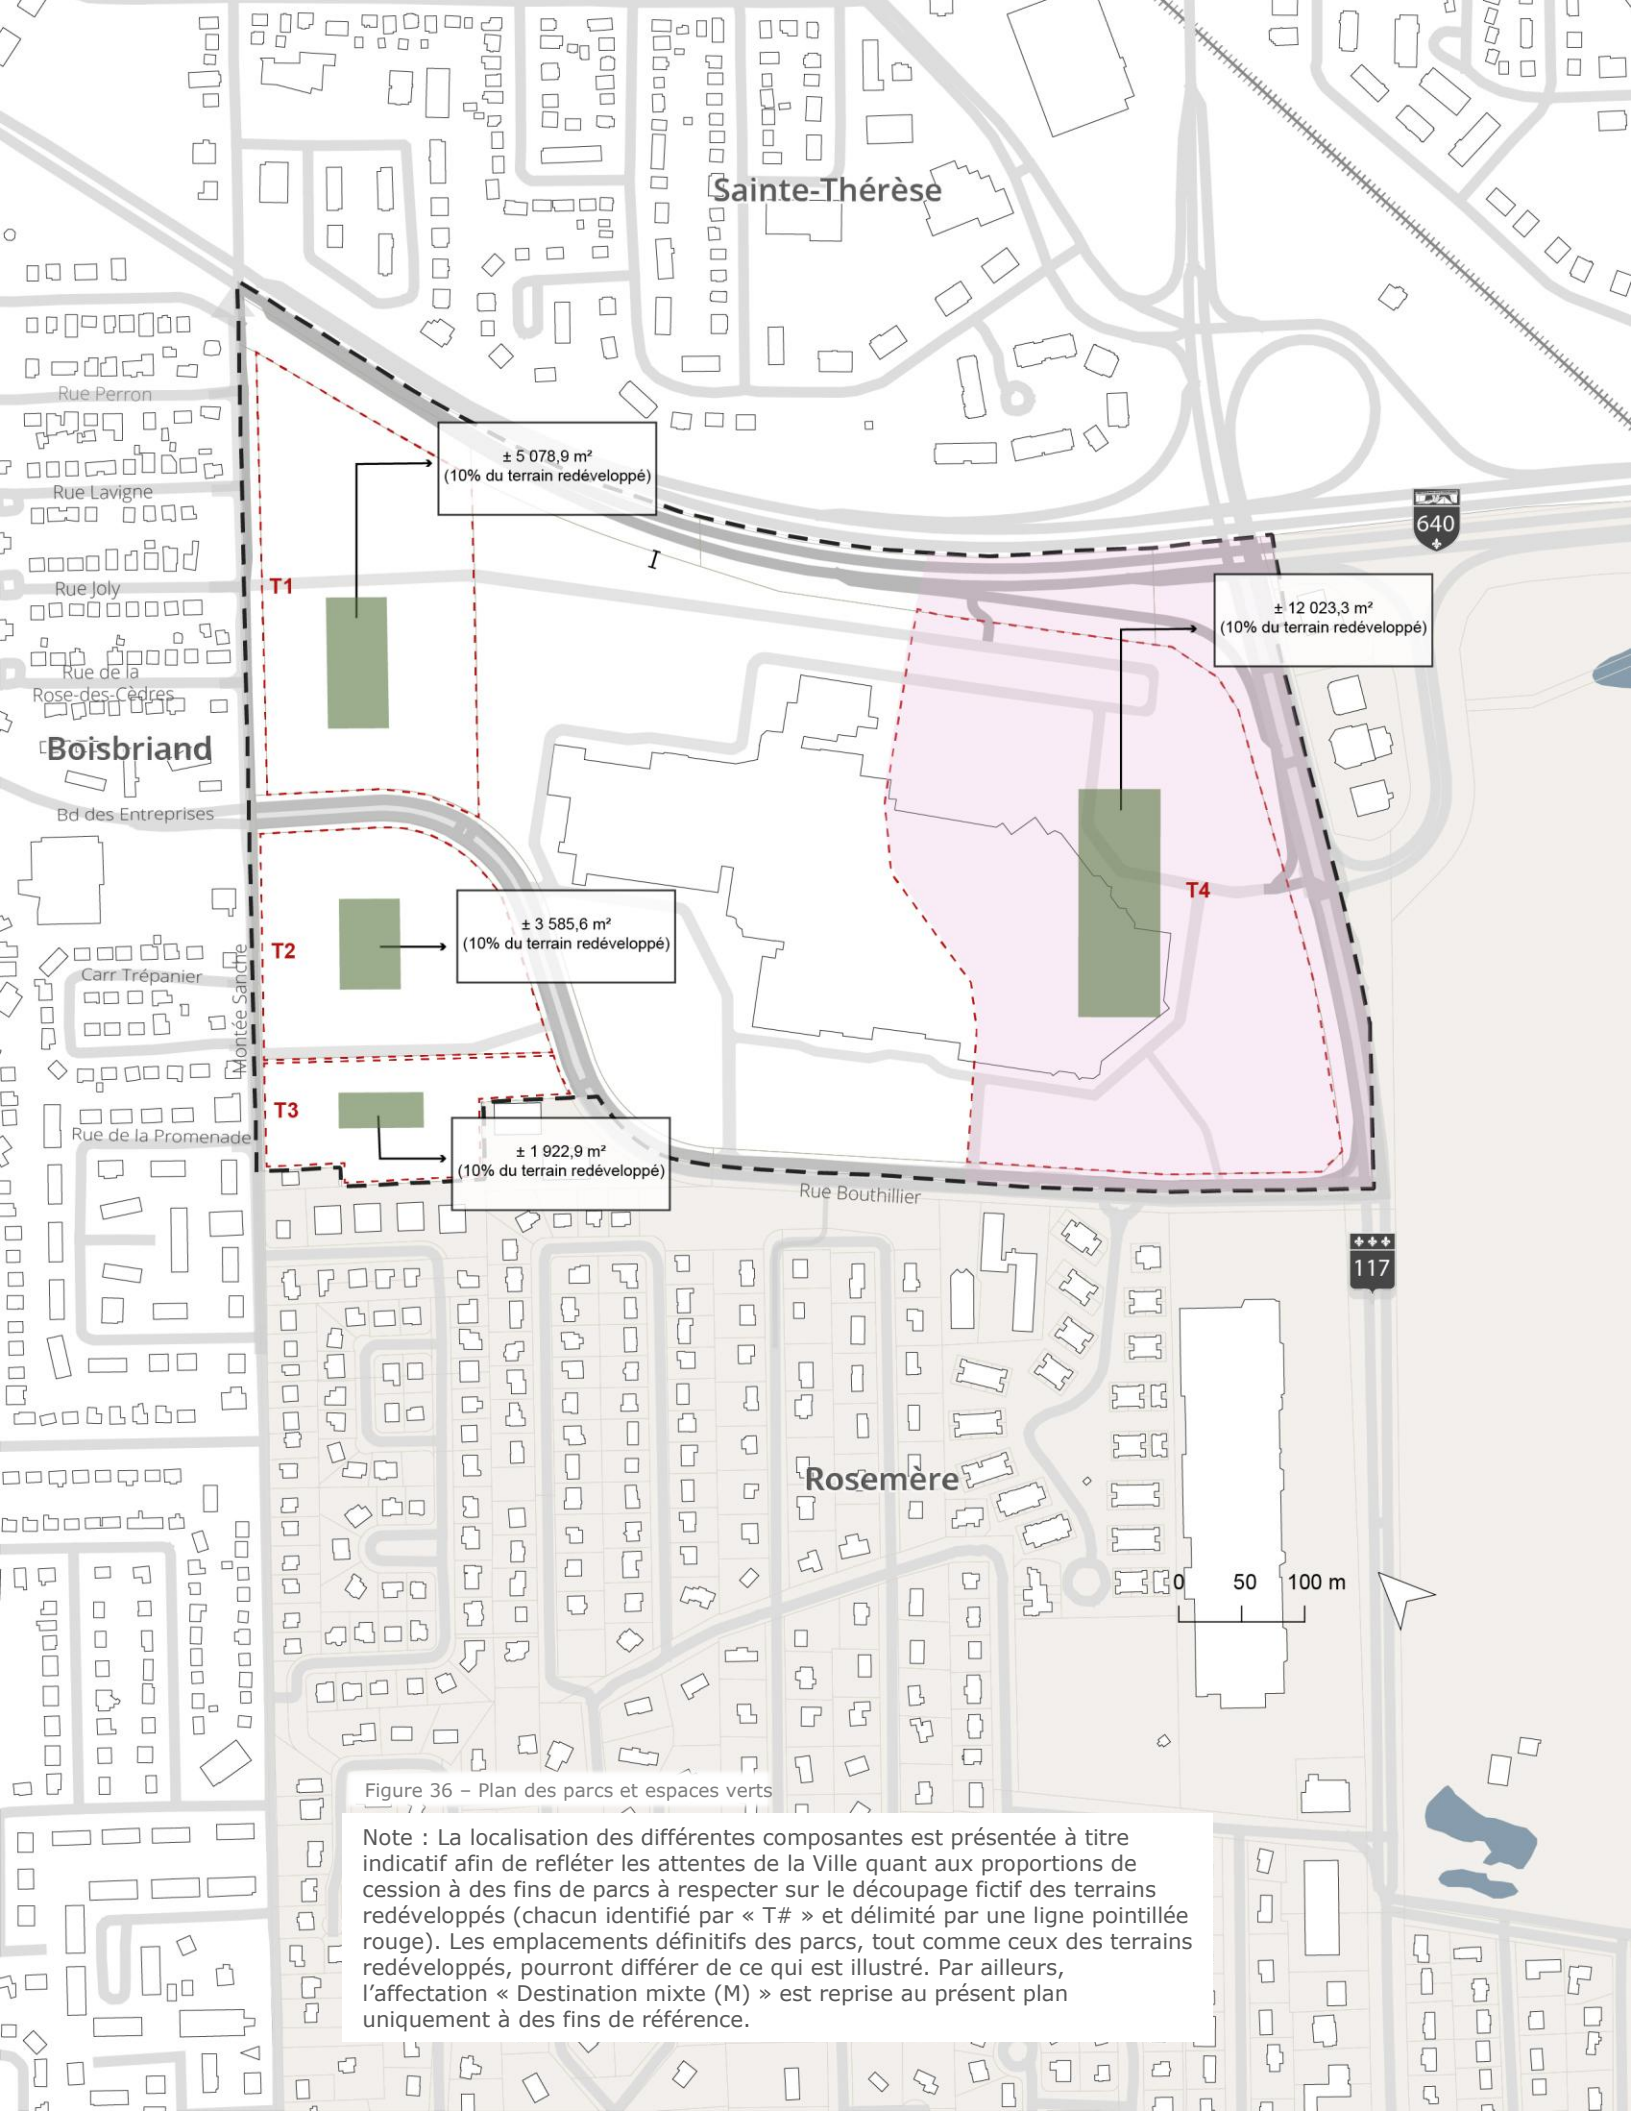 Sainte-Thérèse
Rue Perron
± 5 078,9 m²
(10% du terrain redéveloppé)
Rue Lavigne
640
Rue Joly
T1
± 12 023,3 m²
(10% du terrain redéveloppé)
Rue de la
Rose-des-Cèdres
Boisbriand
Bd des Entreprises
T4
± 3 585,6 m²
(10% du terrain redéveloppé)
T2
Carr Trépanier
Montée Sanche
T3
Rue de la Promenade
± 1 922,9 m²
(10% du terrain redéveloppé)
Rue Bouthillier
117
Rosemère
0 50 100 m
Figure 36 – Plan des parcs et espaces verts
Note : La localisation des différentes composantes est présentée à titre
indicatif afin de refléter les attentes de la Ville quant aux proportions de
cession à des fins de parcs à respecter sur le découpage fictif des terrains
redéveloppés (chacun identifié par « T# » et délimité par une ligne pointillée
rouge). Les emplacements définitifs des parcs, tout comme ceux des terrains
redéveloppés, pourront différer de ce qui est illustré. Par ailleurs,
l’affectation « Destination mixte (M) » est reprise au présent plan
uniquement à des fins de référence.